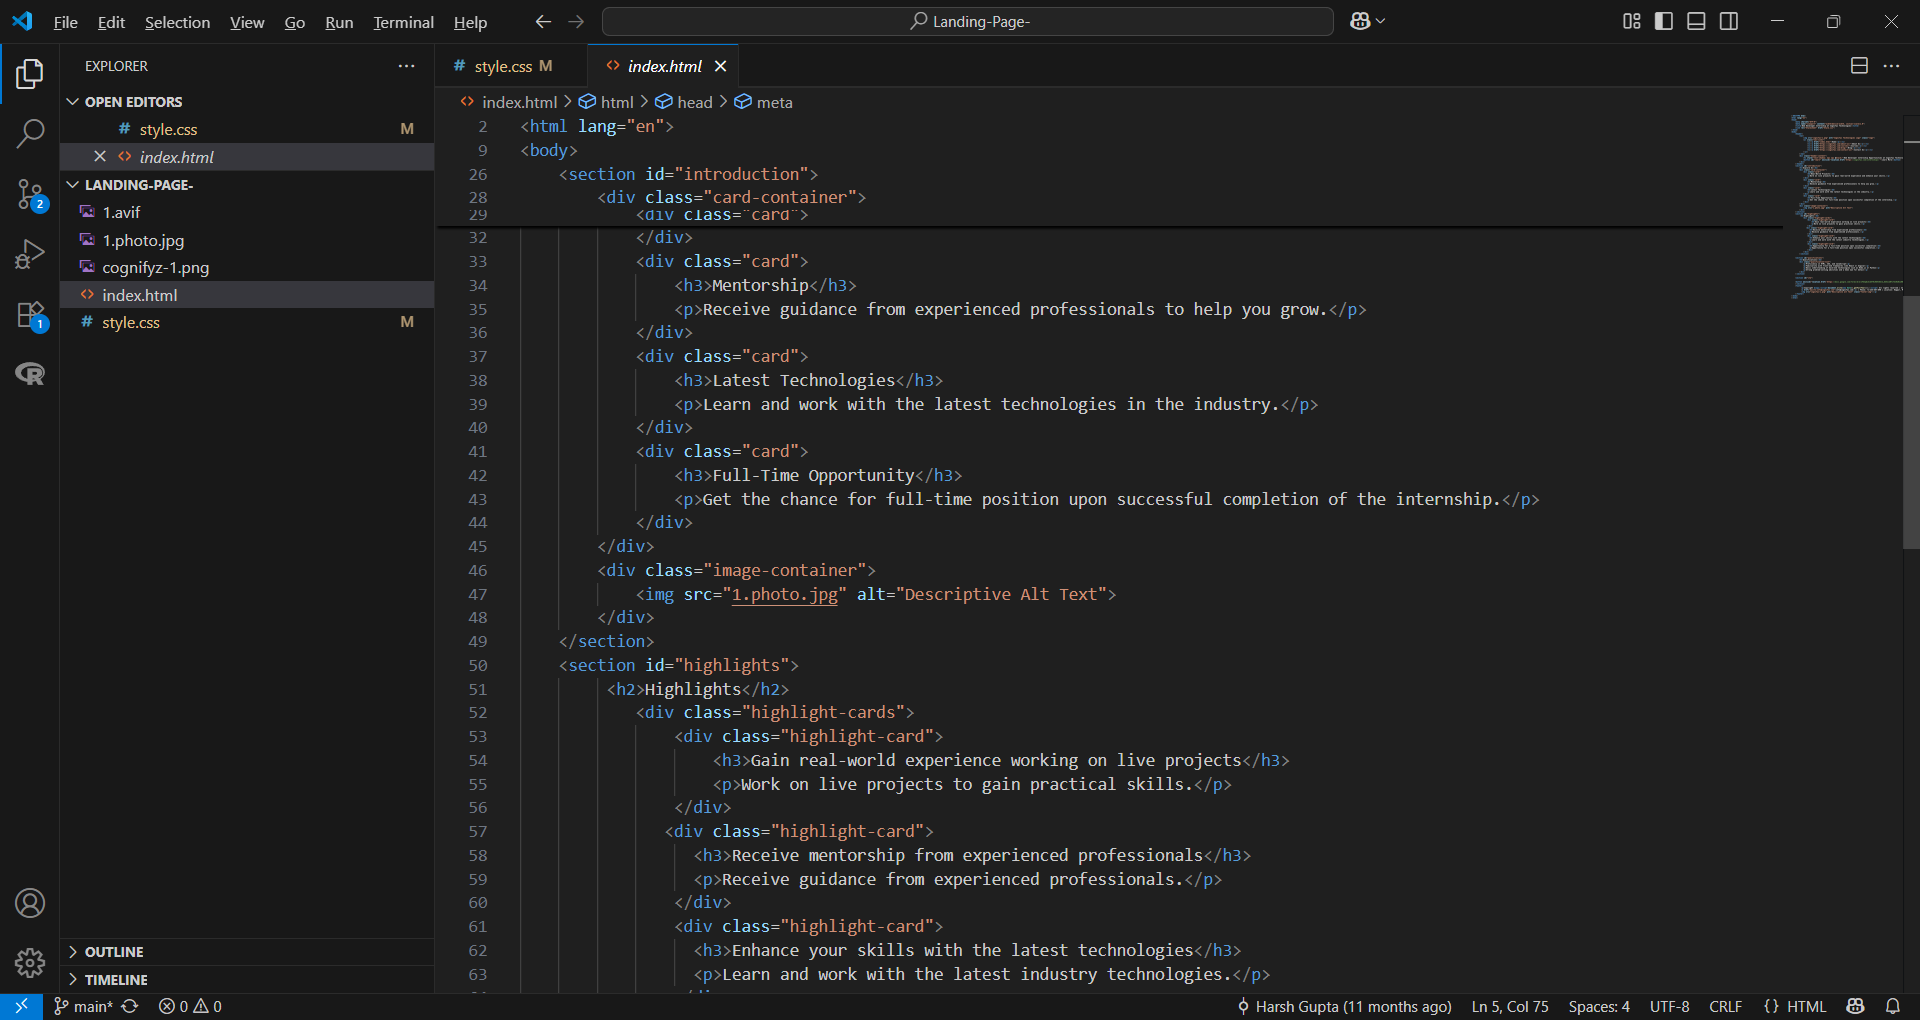 File Edit Selection View Go Run Terminal Help
Landing-Page-
EXPLORER
OPEN EDITORS
style.css M
index.html
LANDING-PAGE-
1.avif
1.photo.jpg
cognifyz-1.png
index.html
style.css M
OUTLINE
TIMELINE
2
1
# style.css M
<> index.html
<> index.html > html > head > meta
2 <html lang="en">
9 <body>
26 <section id="introduction">
28 <div class="card-container">
29 <div class="card">
32 </div>
33 <div class="card">
34 <h3>Mentorship</h3>
35 <p>Receive guidance from experienced professionals to help you grow.</p>
36 </div>
37 <div class="card">
38 <h3>Latest Technologies</h3>
39 <p>Learn and work with the latest technologies in the industry.</p>
40 </div>
41 <div class="card">
42 <h3>Full-Time Opportunity</h3>
43 <p>Get the chance for full-time position upon successful completion of the internship.</p>
44 </div>
45 </div>
46 <div class="image-container">
47 <img src="1.photo.jpg" alt="Descriptive Alt Text">
48 </div>
49 </section>
50 <section id="highlights">
51 <h2>Highlights</h2>
52 <div class="highlight-cards">
53 <div class="highlight-card">
54 <h3>Gain real-world experience working on live projects</h3>
55 <p>Work on live projects to gain practical skills.</p>
56 </div>
57 <div class="highlight-card">
58 <h3>Receive mentorship from experienced professionals</h3>
59 <p>Receive guidance from experienced professionals.</p>
60 </div>
61 <div class="highlight-card">
62 <h3>Enhance your skills with the latest technologies</h3>
63 <p>Learn and work with the latest industry technologies.</p>
main* 0 0 Harsh Gupta (11 months ago) Ln 5, Col 75 Spaces: 4 UTF-8 CRLF {} HTML